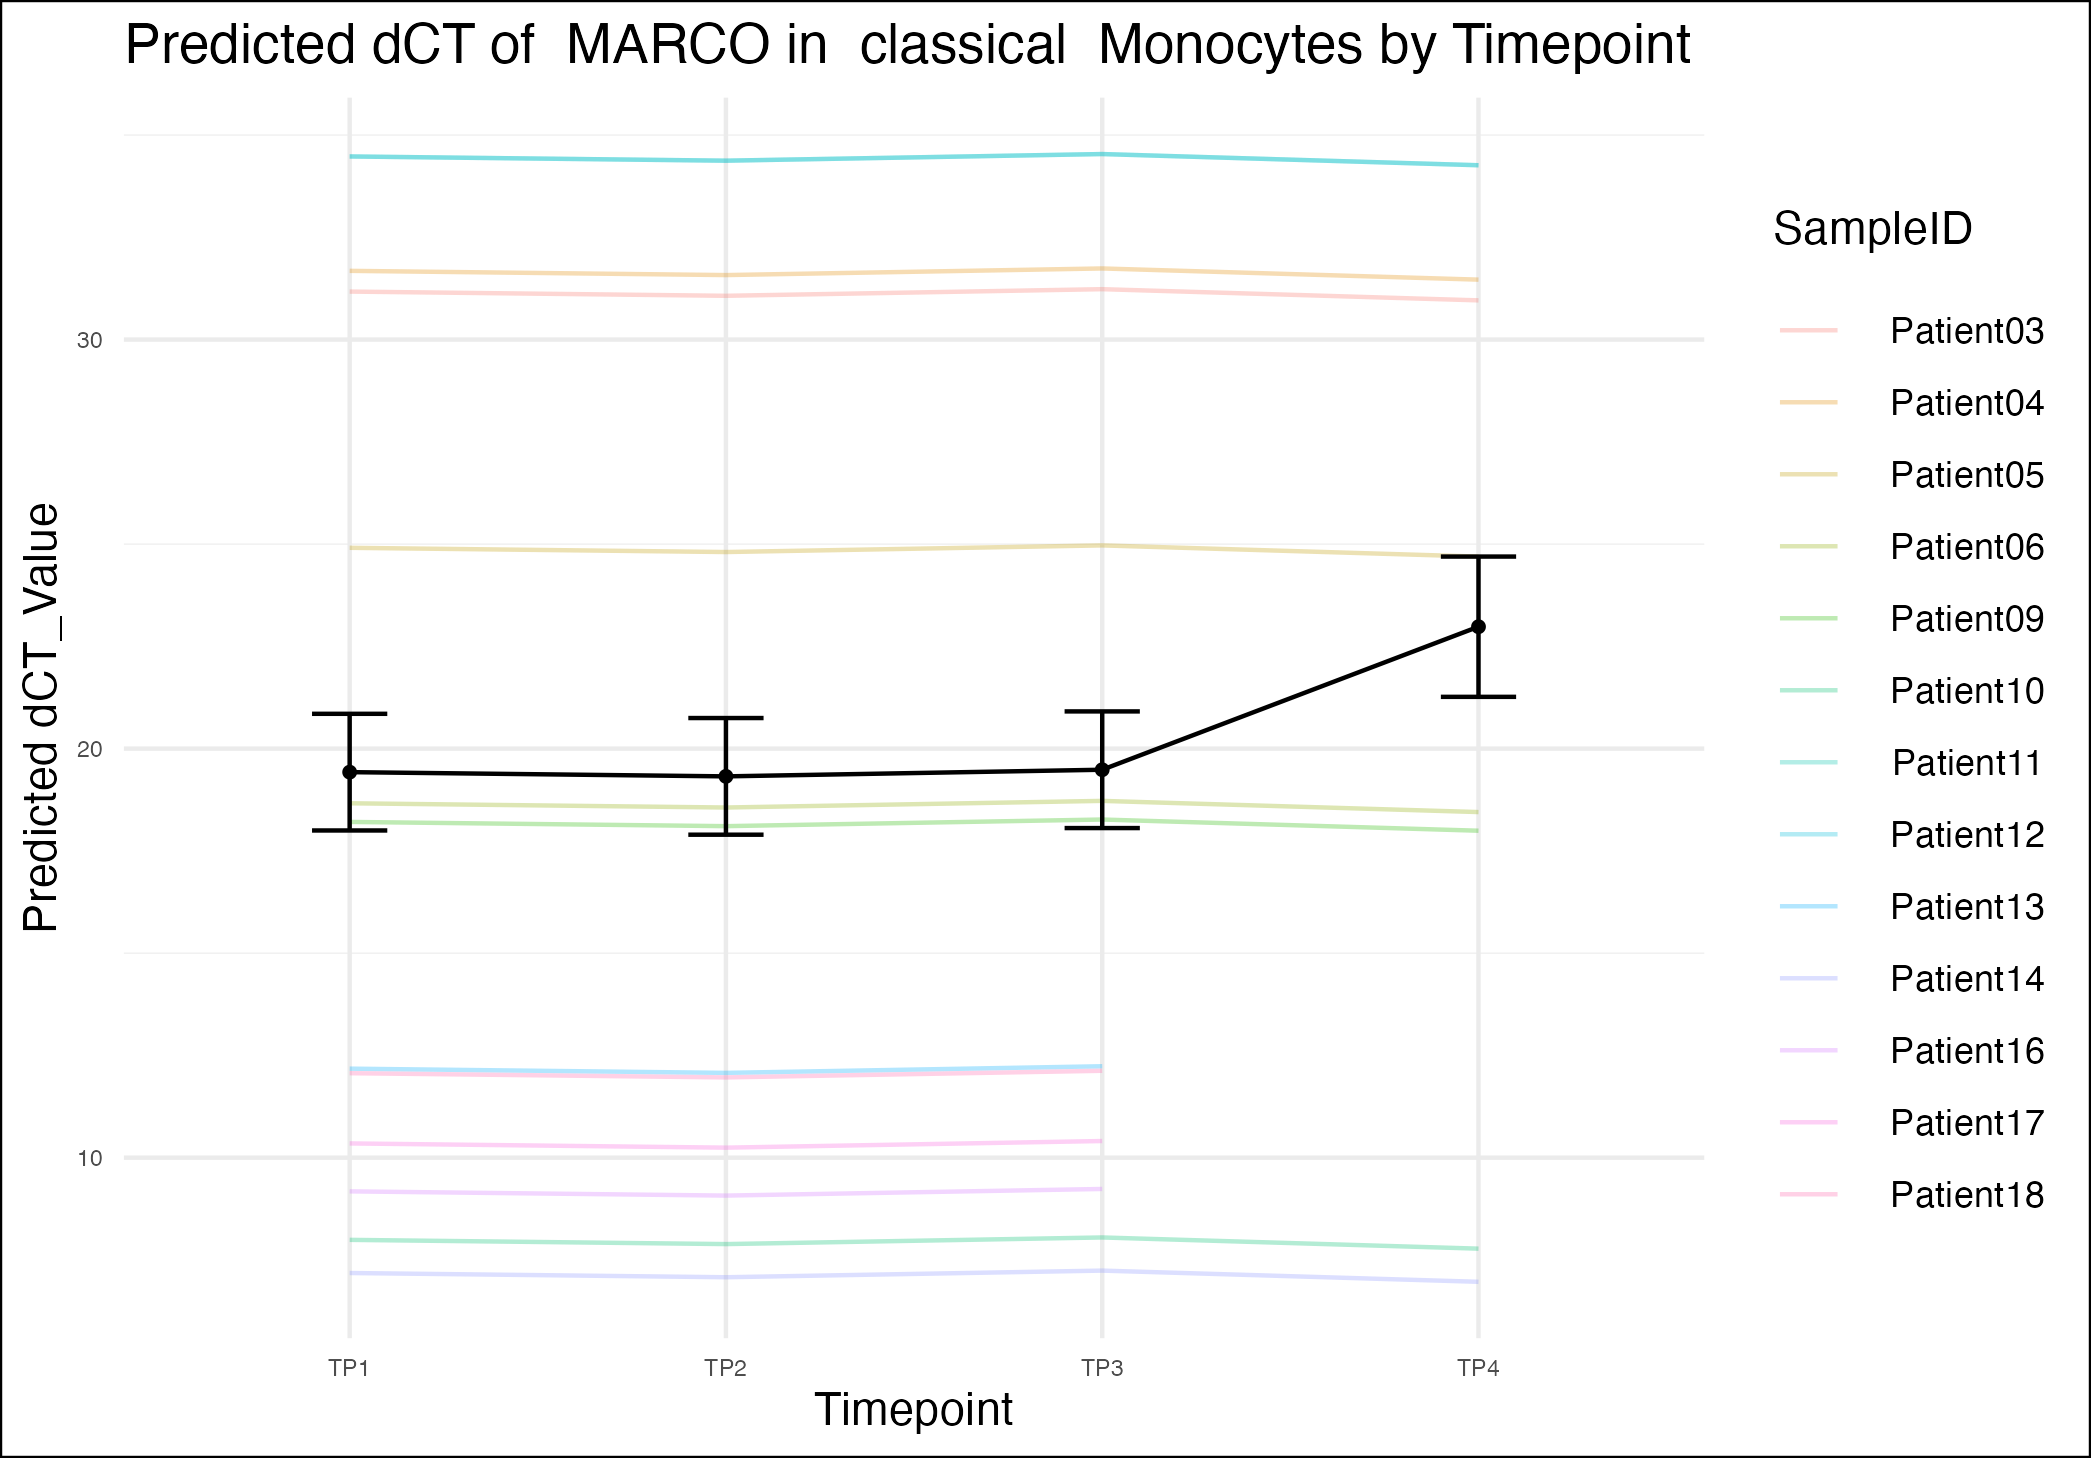 Predicted dCT of  MARCO in  classical  Monocytes by Timepoint
Predicted dCT_Value
30
20
10
TP1 TP2 TP3 TP4
Timepoint
SampleID
Patient03
Patient04
Patient05
Patient06
Patient09
Patient10
Patient11
Patient12
Patient13
Patient14
Patient16
Patient17
Patient18